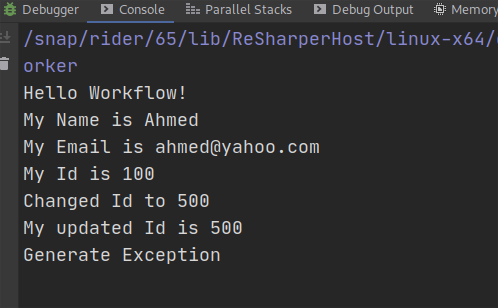 Debugger Console Parallel Stacks Debug Output Memory
/snap/rider/65/lib/ReSharperHost/linux-x64/
orker
Hello Workflow!
My Name is Ahmed
My Email is ahmed@yahoo.com
My Id is 100
Changed Id to 500
My updated Id is 500
Generate Exception